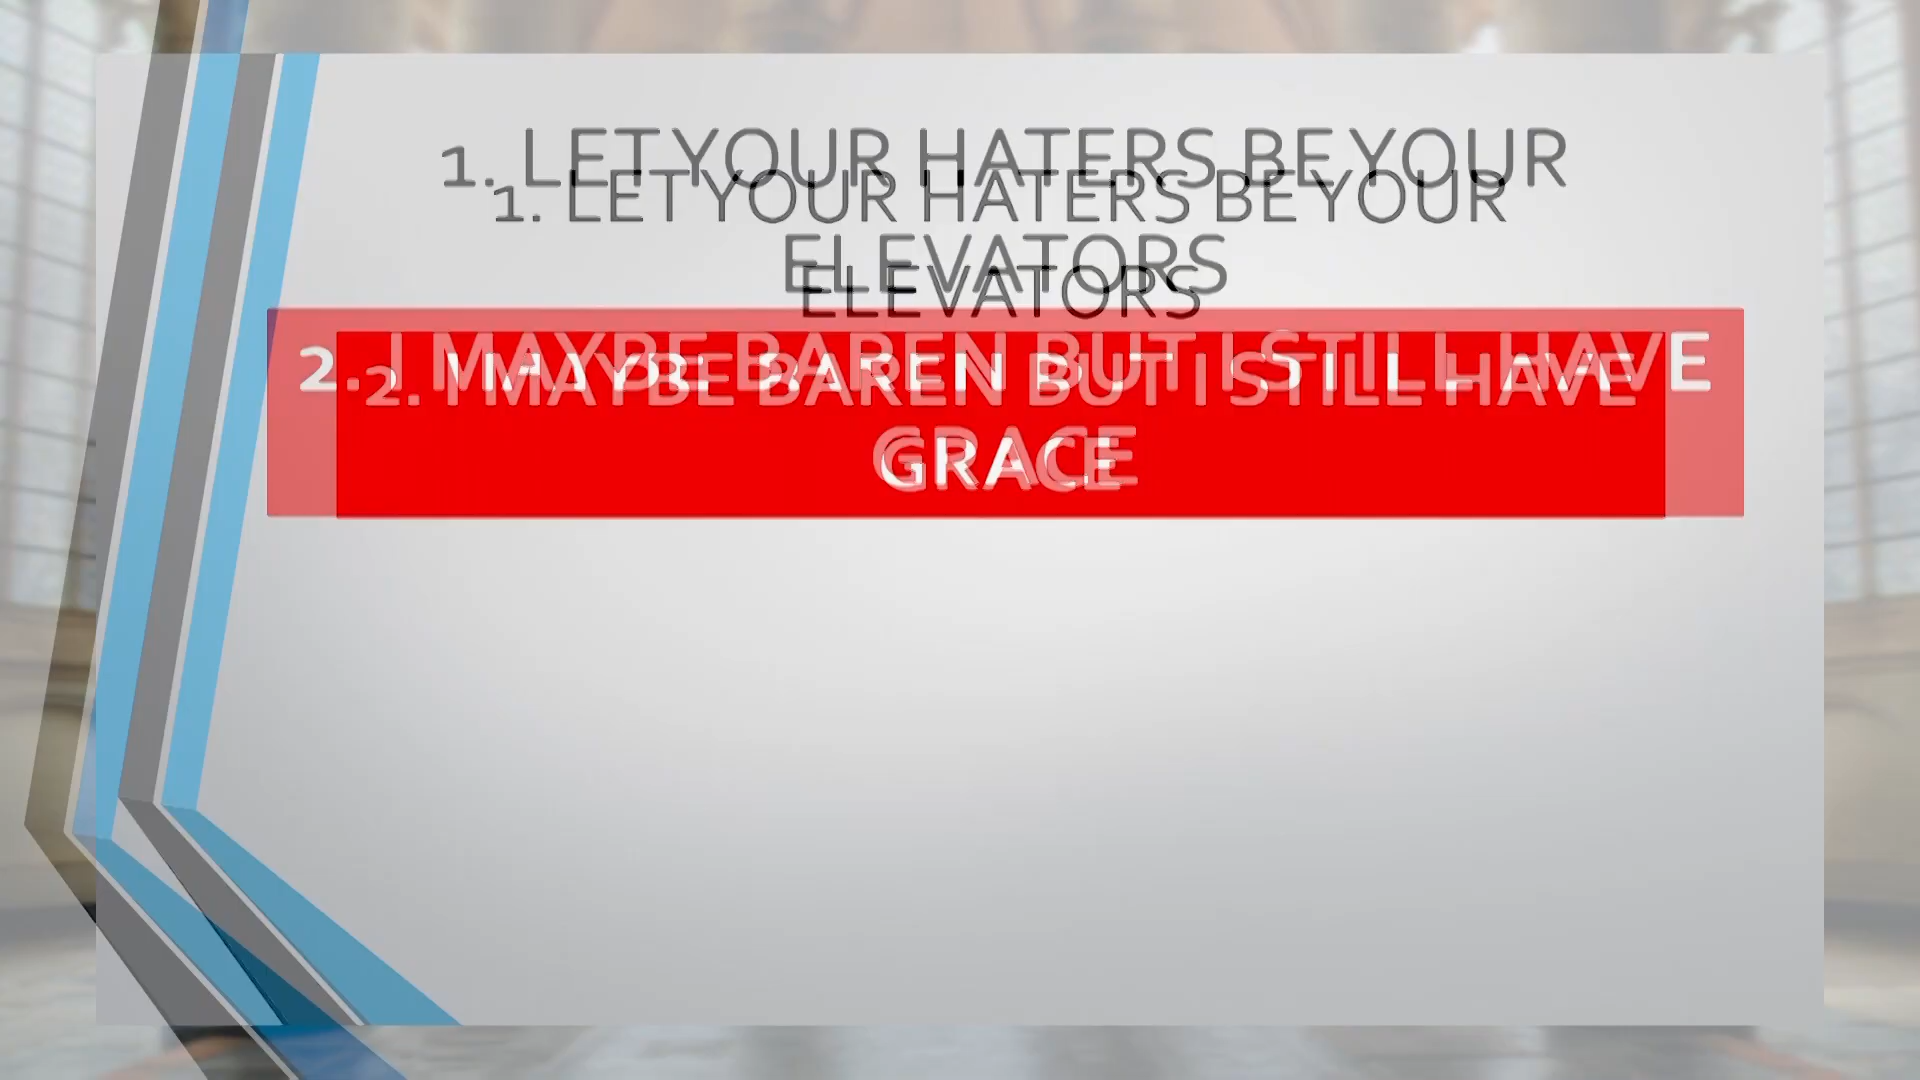 1. LET YOUR HATERS BE YOUR
ELEVATORS
2. I MAYBE BAREN BUT I STILL HAVE
GRACE